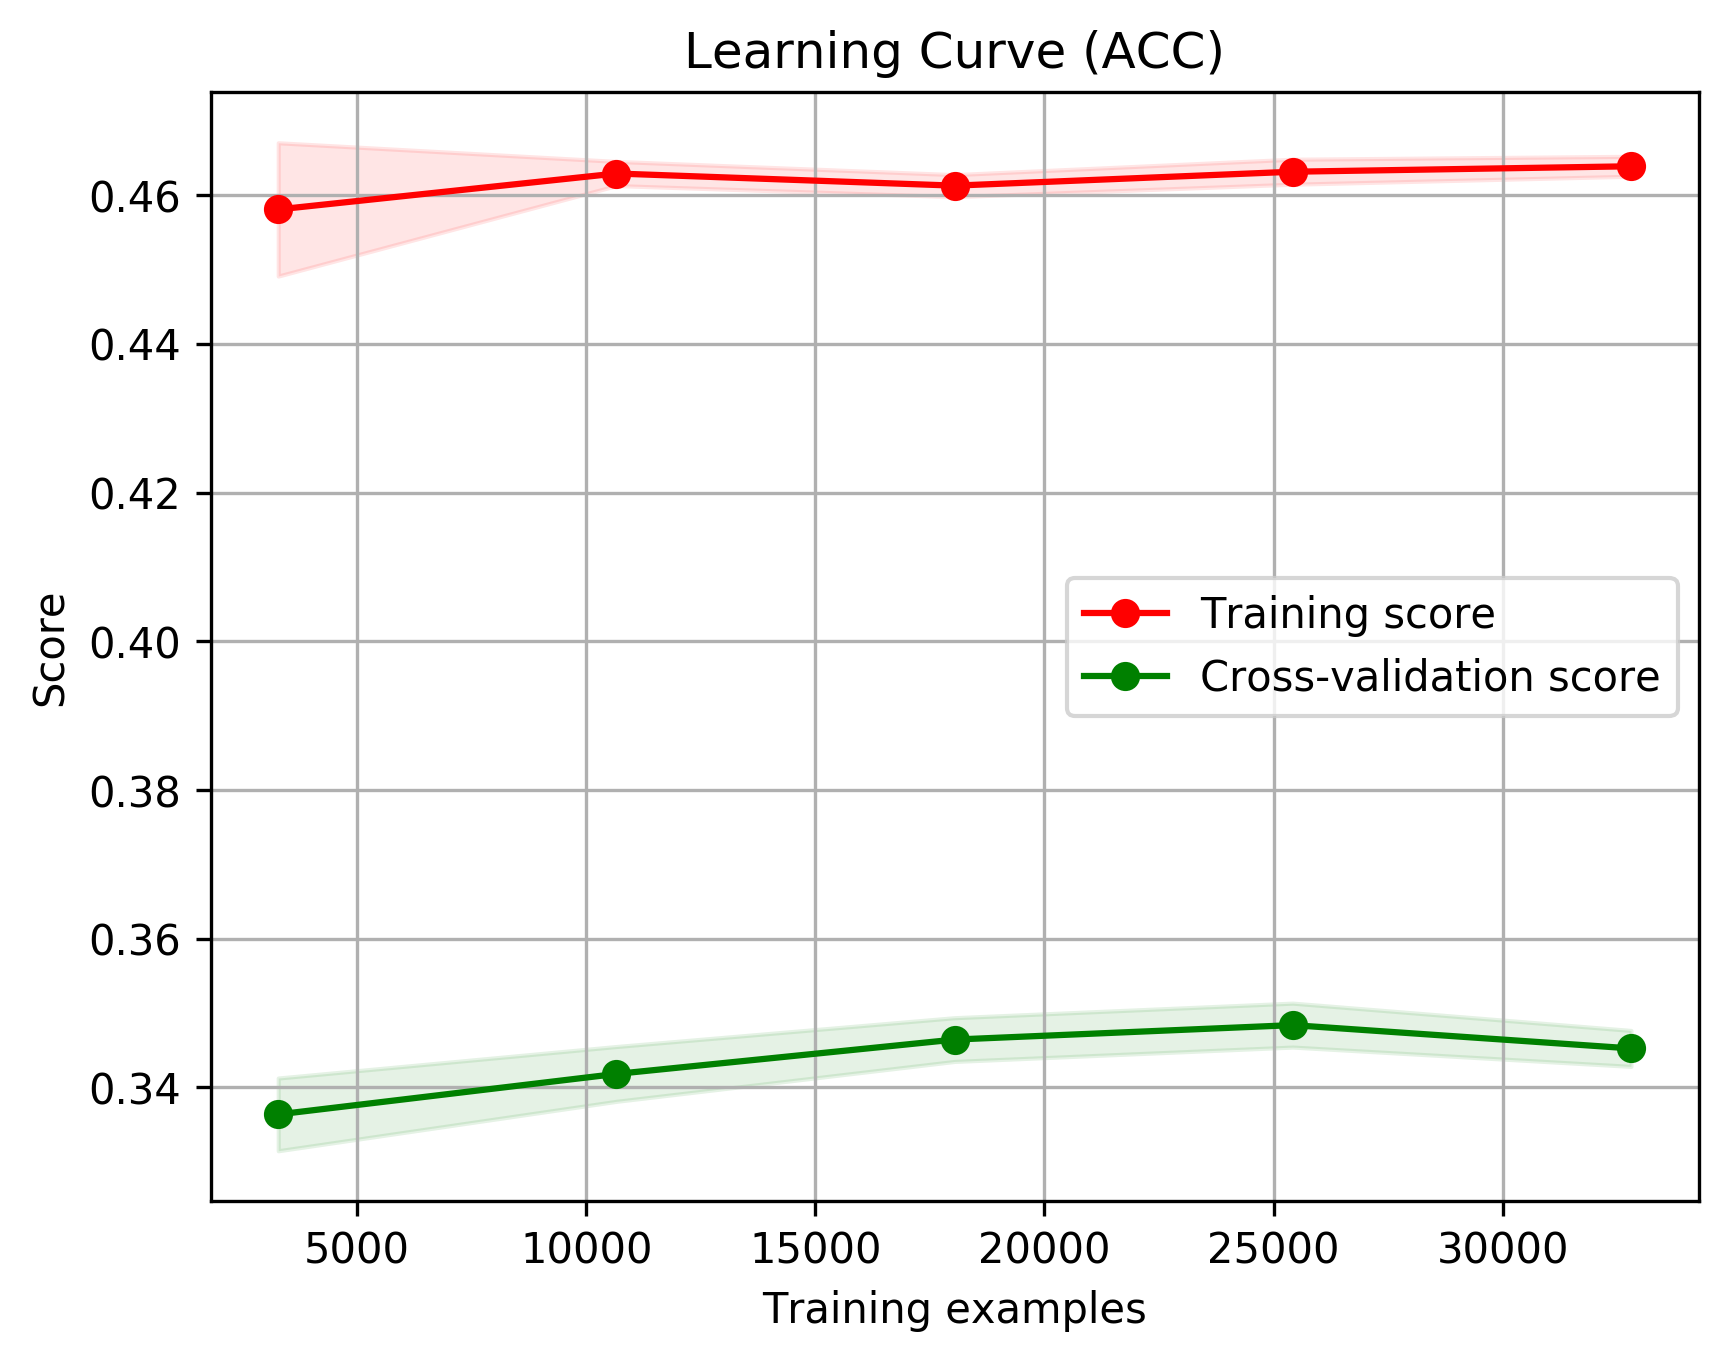 Learning Curve (ACC)
Score
0.46
0.44
0.42
0.40
0.38
0.36
0.34
Training score
Cross-validation score
5000 10000 15000 20000 25000 30000
Training examples